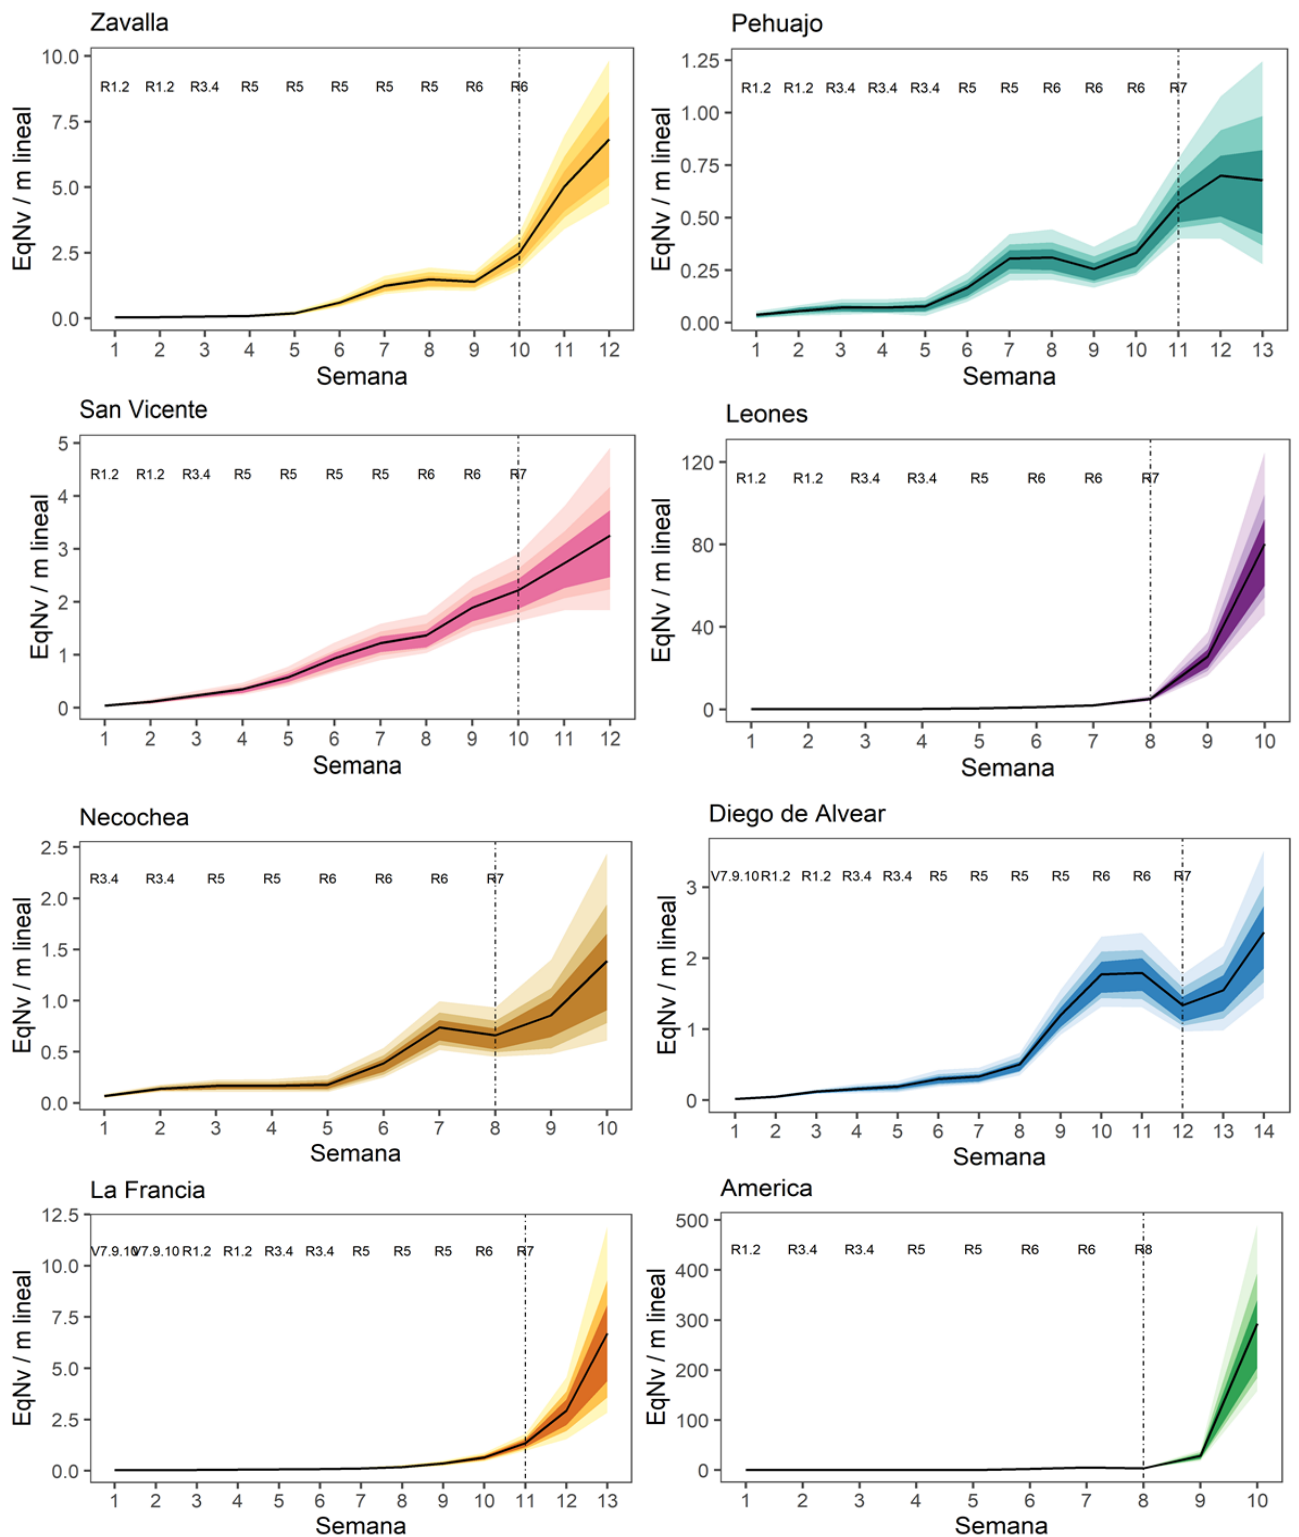 Zavalla
EqNv / m lineal
10.0
7.5
5.0
2.5
0.0
R1.2 R1.2 R3.4 R5 R5 R5 R5 R5 R6 R6
1 2 3 4 5 6 7 8 9 10 11 12
Semana
Pehuajo
EqNv / m lineal
1.25
1.00
0.75
0.50
0.25
0.00
R1.2 R1.2 R3.4 R3.4 R3.4 R5 R5 R6 R6 R6 R7
1 2 3 4 5 6 7 8 9 10 11 12 13
Semana
San Vicente
EqNv / m lineal
5
4
3
2
1
0
R1.2 R1.2 R3.4 R5 R5 R5 R5 R6 R6 R7
1 2 3 4 5 6 7 8 9 10 11 12
Semana
Leones
EqNv / m lineal
120
80
40
0
R1.2 R1.2 R3.4 R3.4 R5 R6 R6 R7
1 2 3 4 5 6 7 8 9 10
Semana
Necochea
EqNv / m lineal
2.5
2.0
1.5
1.0
0.5
0.0
R3.4 R3.4 R5 R5 R6 R6 R6 R7
1 2 3 4 5 6 7 8 9 10
Semana
Diego de Alvear
EqNv / m lineal
3
2
1
0
V7.9.10 R1.2 R1.2 R3.4 R3.4 R5 R5 R5 R5 R6 R6 R7
1 2 3 4 5 6 7 8 9 10 11 12 13 14
Semana
La Francia
EqNv / m lineal
12.5
10.0
7.5
5.0
2.5
0.0
V7.9.10 V7.9.10 R1.2 R1.2 R3.4 R3.4 R5 R5 R5 R6 R7
1 2 3 4 5 6 7 8 9 10 11 12 13
Semana
America
EqNv / m lineal
500
400
300
200
100
0
R1.2 R3.4 R3.4 R5 R5 R6 R6 R8
1 2 3 4 5 6 7 8 9 10
Semana